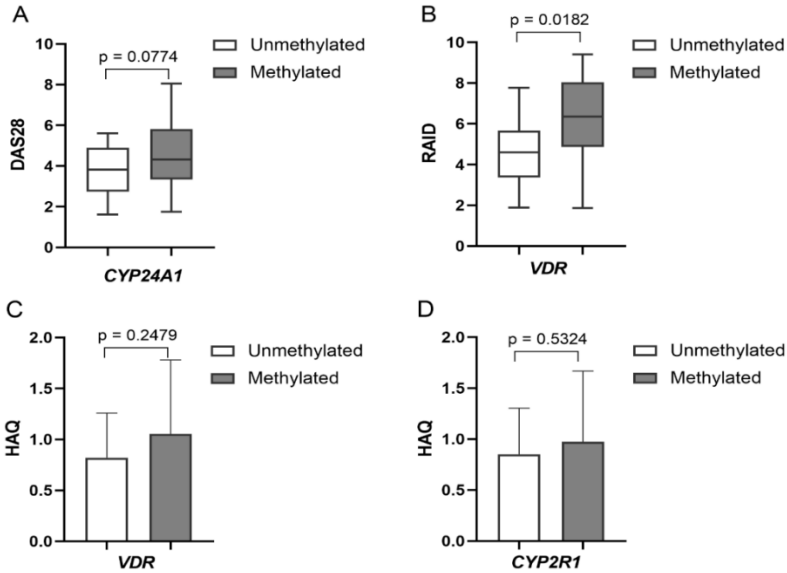 A
p = 0.0774
Unmethylated
Methylated
10
8
6
4
2
0
DAS28
CYP24A1
B
p = 0.0182
Unmethylated
Methylated
10
8
6
4
2
0
RAID
VDR
C
p = 0.2479
Unmethylated
Methylated
2.0
1.5
1.0
0.5
0.0
HAQ
VDR
D
p = 0.5324
Unmethylated
Methylated
2.0
1.5
1.0
0.5
0.0
HAQ
CYP2R1